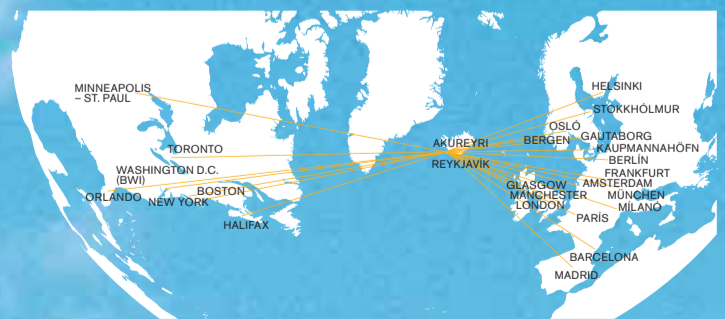 MINNEAPOLIS
– ST. PAUL
TORONTO
WASHINGTON D.C.
(BWI)
ORLANDO
NEW YORK
BOSTON
HALIFAX
AKUREYRI
REYKJAVÍK
HELSINKI
STOKKHÓLMUR
OSLÓ
BERGEN
GAUTABORG
KAUPMANNAHÖFN
BERLÍN
FRANKFURT
GLASGOW
AMSTERDAM
MANCHESTER
MÜNCHEN
LONDON
MÍLANÓ
PARÍS
BARCELONA
MADRID